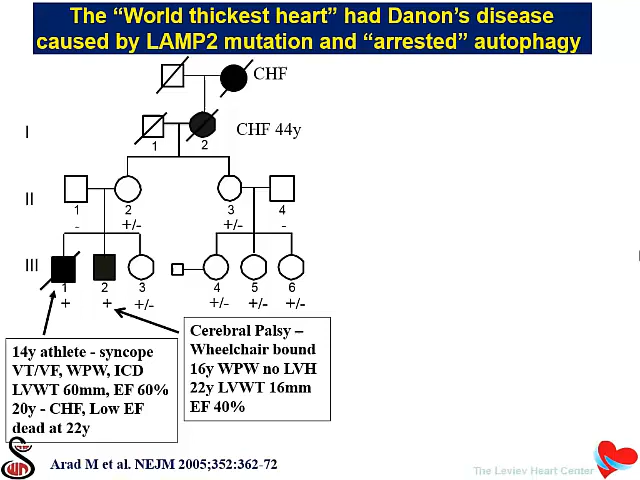 The “World thickest heart” had Danon’s disease
caused by LAMP2 mutation and “arrested” autophagy
CHF
I
CHF 44y
1
2
II
1
2
3
4
-
+/-
+/-
-
III
1
2
3
4
5
6
+
+
+/-
+/-
+/-
+/-
14y athlete - syncope
VT/VF, WPW, ICD
LVWT 60mm, EF 60%
20y - CHF, Low EF
dead at 22y
Cerebral Palsy –
Wheelchair bound
16y WPW no LVH
22y LVWT 16mm
EF 40%
Arad M et al. NEJM 2005;352:362-72
The Leviev Heart Center